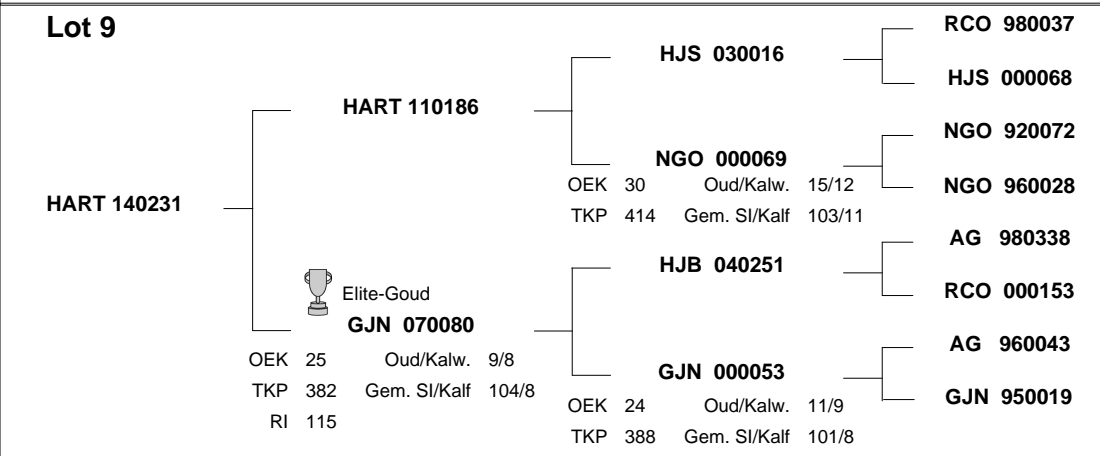 Lot 9
RCO 980037
HJS 030016
HJS 000068
HART 110186
NGO 920072
NGO 000069
OEK 30 Oud/Kalw. 15/12
NGO 960028
HART 140231
TKP 414 Gem. SI/Kalf 103/11
AG 980338
HJB 040251
Elite-Goud
RCO 000153
GJN 070080
AG 960043
OEK 25 Oud/Kalw. 9/8
GJN 000053
TKP 382 Gem. SI/Kalf 104/8
GJN 950019
OEK 24 Oud/Kalw. 11/9
RI 115
TKP 388 Gem. SI/Kalf 101/8